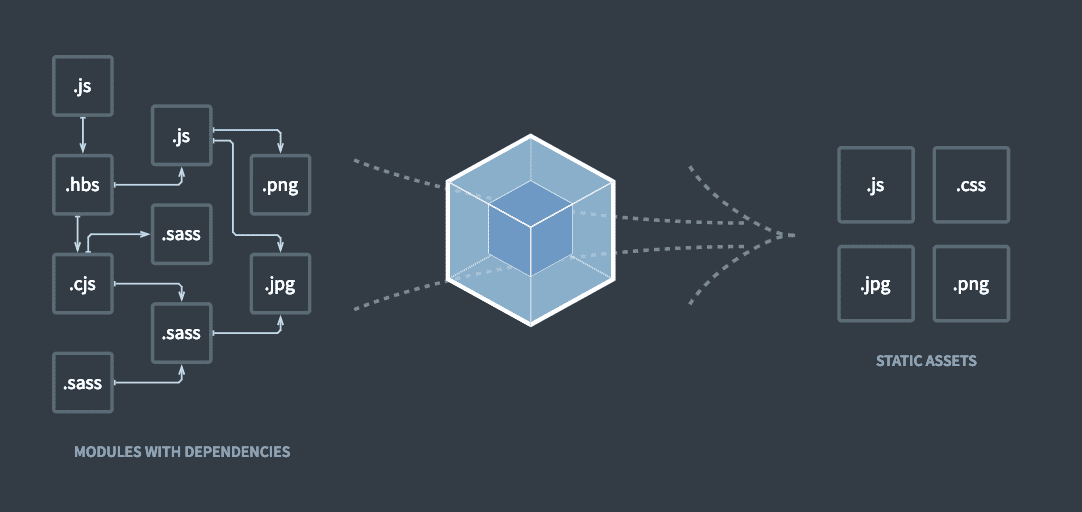 .js
.js
.hbs
.png
.sass
.cjs
.jpg
.sass
.sass
MODULES WITH DEPENDENCIES
.js
.css
.jpg
.png
STATIC ASSETS